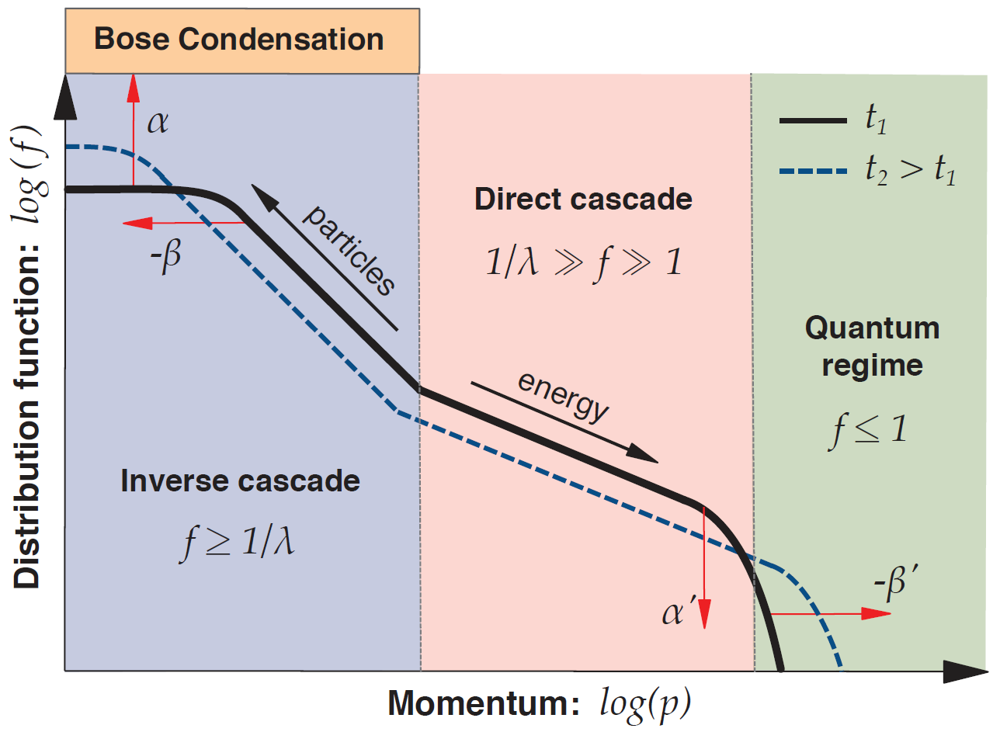 Bose Condensation
α
-β
particles
Inverse cascade
f ≥ 1/λ
Direct cascade
1/λ ≫ f ≫ 1
energy
α′
t₁
t₂ > t₁
Quantum
regime
f ≤ 1
-β′
Distribution function: log (f)
Momentum: log(p)